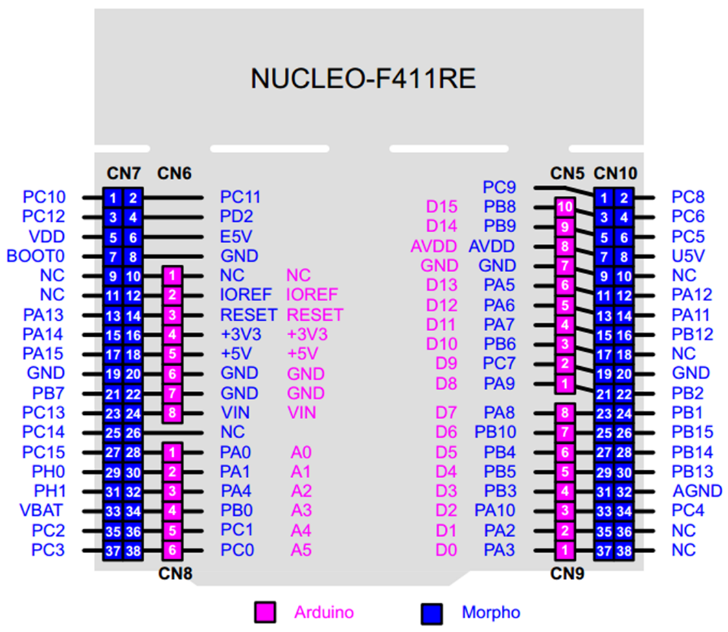 NUCLEO-F411RE
CN7 CN6 CN5 CN10
PC9
PC10 1 2 PC11 1 2 PC8
D15 PB8 10
PC12 3 4 PD2 3 4 PC6
D14 PB9 9
VDD 5 6 E5V 5 6 PC5
AVDD AVDD 8
BOOT0 7 8 GND 7 8 U5V
GND GND 7
NC 9 10 1 NC NC 9 10 NC
D13 PA5 6
NC 11 12 2 IOREF IOREF 11 12 PA12
D12 PA6 5
PA13 13 14 3 RESET RESET 13 14 PA11
D11 PA7 4
PA14 15 16 4 +3V3 +3V3 15 16 PB12
D10 PB6 3
PA15 17 18 5 +5V +5V 17 18 NC
D9 PC7 2
GND 19 20 6 GND GND 19 20 GND
D8 PA9 1
PB7 21 22 7 GND GND 21 22 PB2
PC13 23 24 8 VIN VIN D7 PA8 8 23 24 PB1
PC14 25 26 NC D6 PB10 7 25 26 PB15
PC15 27 28 1 PA0 A0 D5 PB4 6 27 28 PB14
PH0 29 30 2 PA1 A1 D4 PB5 5 29 30 PB13
PH1 31 32 3 PA4 A2 D3 PB3 4 31 32 AGND
VBAT 33 34 4 PB0 A3 D2 PA10 3 33 34 PC4
PC2 35 36 5 PC1 A4 D1 PA2 2 35 36 NC
PC3 37 38 6 PC0 A5 D0 PA3 1 37 38 NC
CN8 CN9
Arduino Morpho